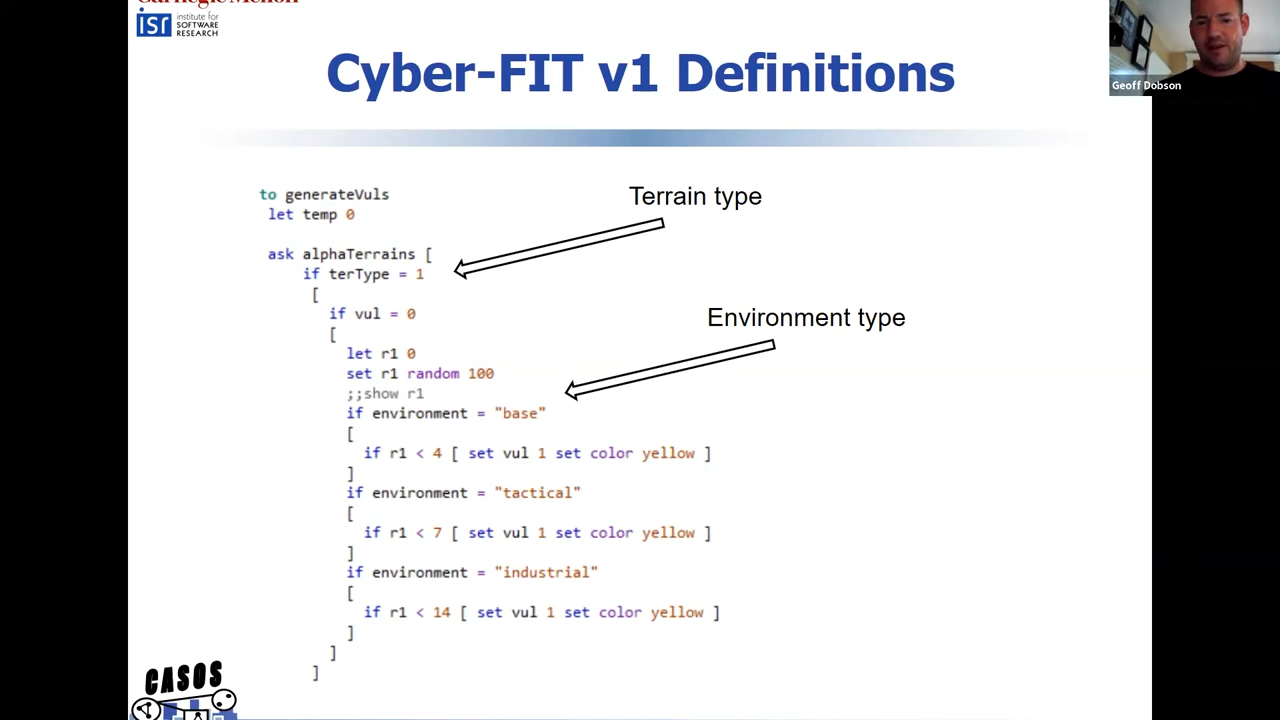 Carnegie Mellon
isr institute for
SOFTWARE
RESEARCH
Cyber-FIT v1 Definitions
Geoff Dobson
Terrain type
Environment type
to generateVuls
let temp 0
ask alphaTerrains [
if terType = 1
[
if vul = 0
[
let r1 0
set r1 random 100
;;show r1
if environment = "base"
[
if r1 < 4 [ set vul 1 set color yellow ]
]
if environment = "tactical"
[
if r1 < 7 [ set vul 1 set color yellow ]
]
if environment = "industrial"
[
if r1 < 14 [ set vul 1 set color yellow ]
]
]
]
CASOS